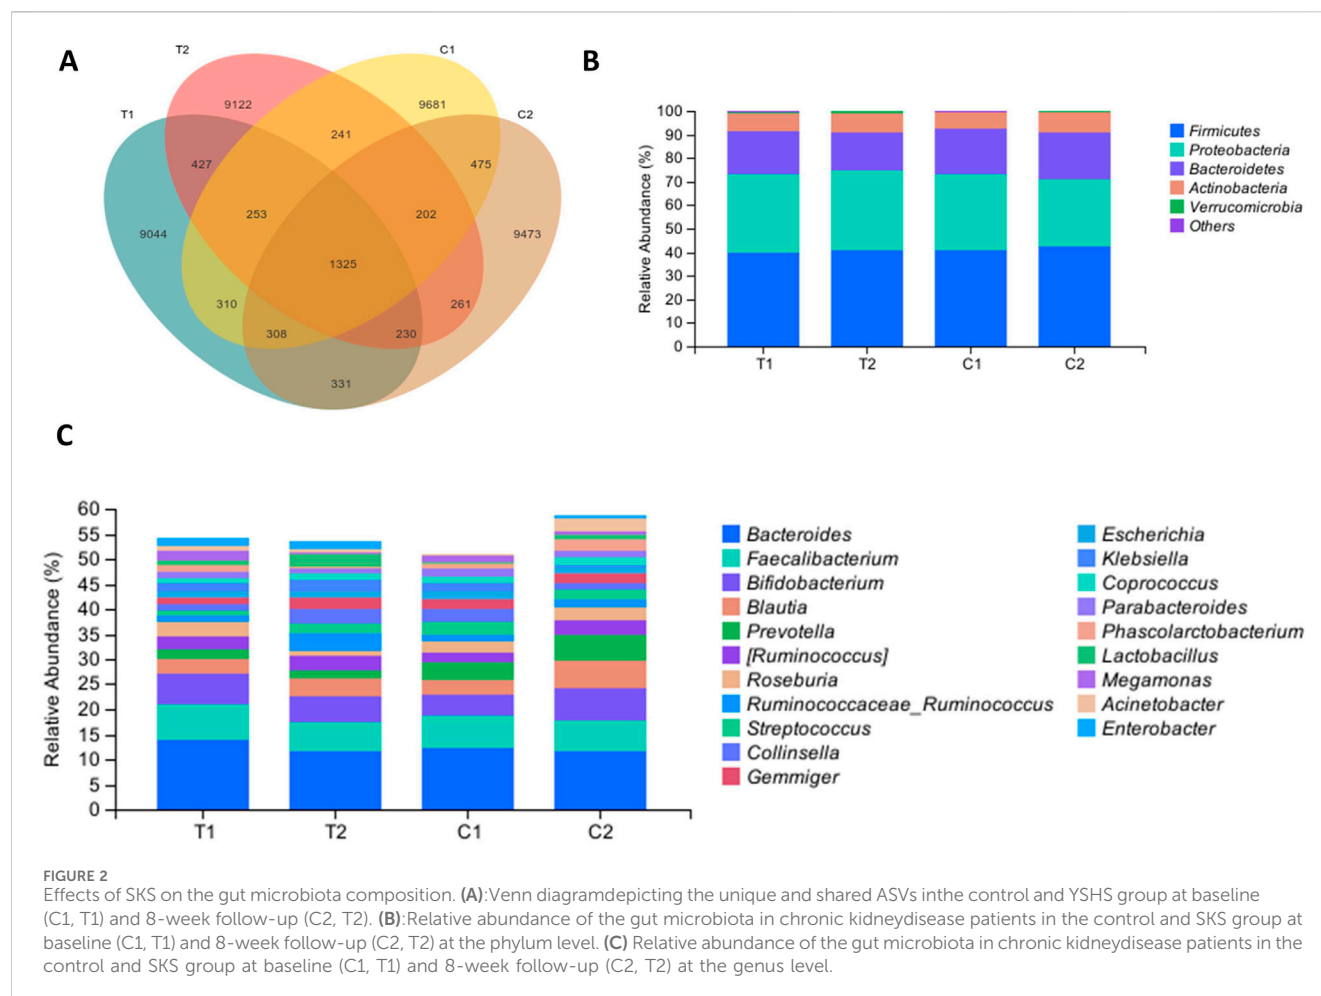 A
T2
C1
T1
C2
9122
9681
241
427
475
253
202
9044
9473
1325
310
261
308
230
331
B
Relative Abundance (%)
100
90
80
70
60
50
40
30
20
10
0
T1
T2
C1
C2
Firmicutes
Proteobacteria
Bacteroidetes
Actinobacteria
Verrucomicrobia
Others
C
Relative Abundance (%)
60
55
50
45
40
35
30
25
20
15
10
5
0
T1
T2
C1
C2
Bacteroides
Faecalibacterium
Bifidobacterium
Blautia
Prevotella
[Ruminococcus]
Roseburia
Ruminococcaceae_Ruminococcus
Streptococcus
Collinsella
Gemmiger
Escherichia
Klebsiella
Coprococcus
Parabacteroides
Phascolarctobacterium
Lactobacillus
Megamonas
Acinetobacter
Enterobacter
FIGURE 2
Effects of SKS on the gut microbiota composition. (A):Venn diagramdepicting the unique and shared ASVs inthe control and YSHS group at baseline
(C1, T1) and 8-week follow-up (C2, T2). (B):Relative abundance of the gut microbiota in chronic kidneydisease patients in the control and SKS group at
baseline (C1, T1) and 8-week follow-up (C2, T2) at the phylum level. (C) Relative abundance of the gut microbiota in chronic kidneydisease patients in the
control and SKS group at baseline (C1, T1) and 8-week follow-up (C2, T2) at the genus level.